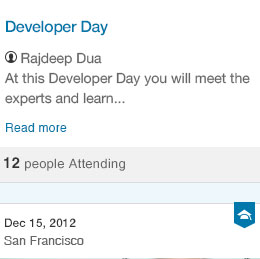 Developer Day
Rajdeep Dua
At this Developer Day you will meet the
experts and learn...
Read more
12 people Attending
Dec 15, 2012
San Francisco